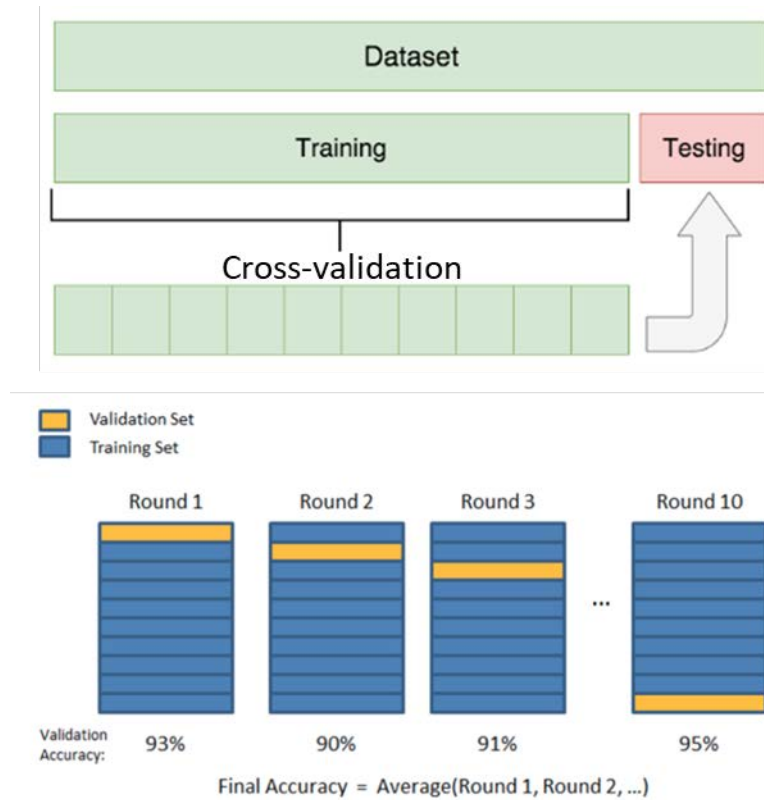 Dataset
Training Testing
Cross-validation
Validation Set
Training Set
Round 1 Round 2 Round 3 Round 10
...
Validation
Accuracy: 93% 90% 91% 95%
Final Accuracy = Average(Round 1, Round 2, ...)